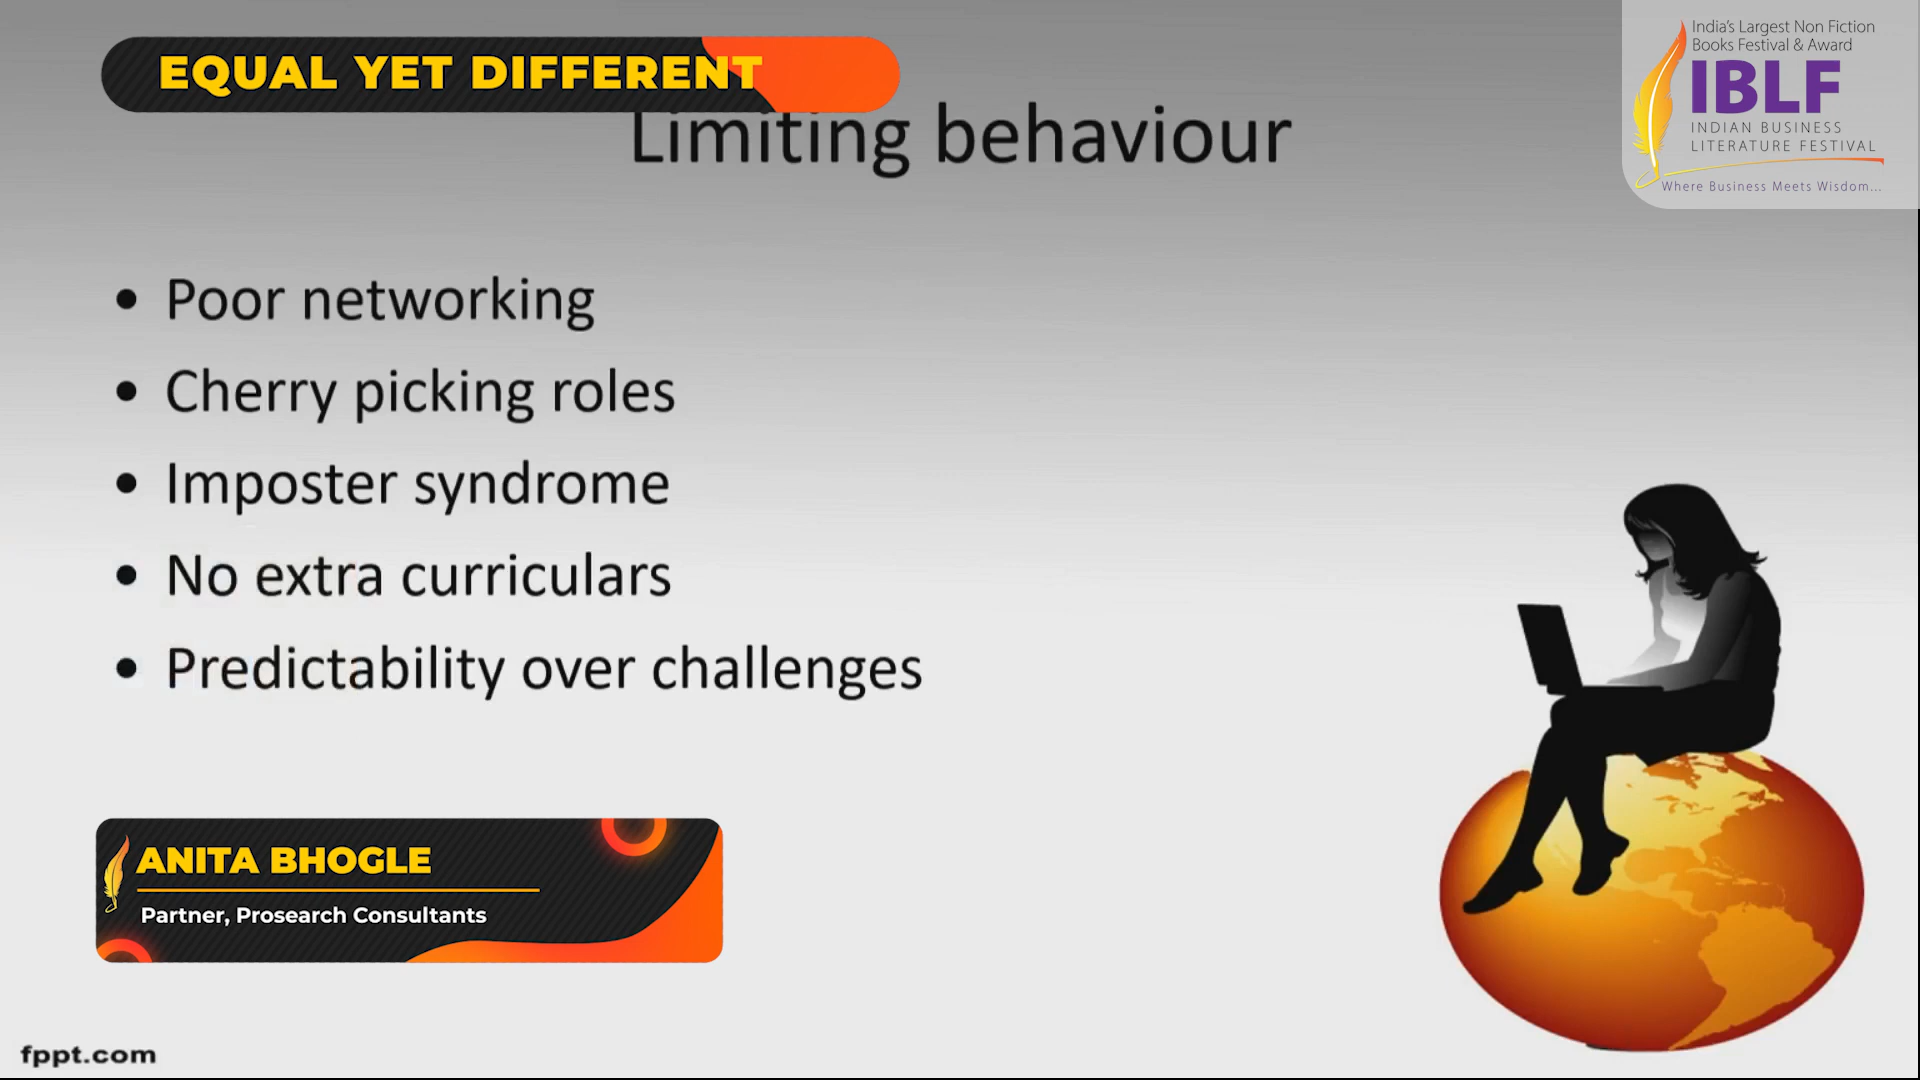 EQUAL YET DIFFERENT
India's Largest Non Fiction
Books Festival & Award
IBLF
INDIAN BUSINESS
LITERATURE FESTIVAL
Where Business Meets Wisdom...
Limiting behaviour
• Poor networking
• Cherry picking roles
• Imposter syndrome
• No extra curriculars
• Predictability over challenges
ANITA BHOGLE
Partner, Prosearch Consultants
fppt.com